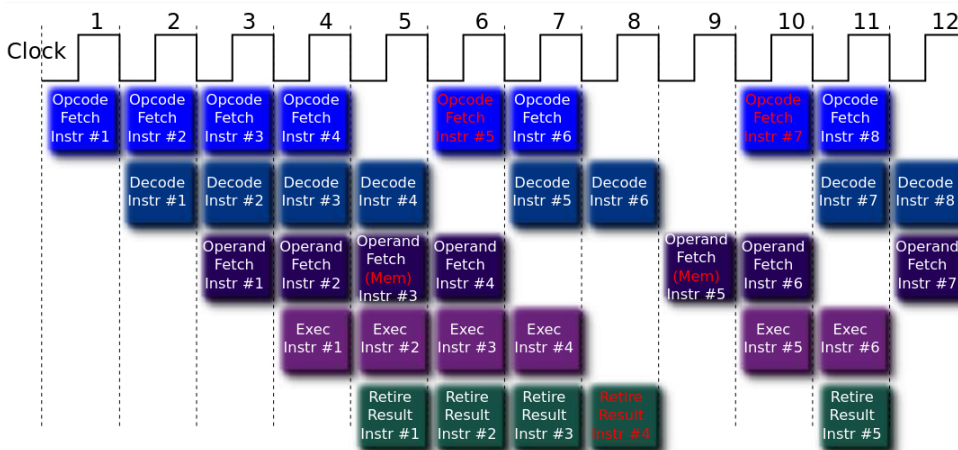 1 2 3 4 5 6 7 8 9 10 11 12
Clock
Opcode
Fetch
Instr #1
Opcode
Fetch
Instr #2
Opcode
Fetch
Instr #3
Opcode
Fetch
Instr #4
Opcode
Fetch
Instr #5
Opcode
Fetch
Instr #6
Opcode
Fetch
Instr #7
Opcode
Fetch
Instr #8
Decode
Instr #1
Decode
Instr #2
Decode
Instr #3
Decode
Instr #4
Decode
Instr #5
Decode
Instr #6
Decode
Instr #7
Decode
Instr #8
Operand
Fetch
Instr #1
Operand
Fetch
Instr #2
Operand
Fetch
(Mem)
Instr #3
Operand
Fetch
Instr #4
Operand
Fetch
(Mem)
Instr #5
Operand
Fetch
Instr #6
Operand
Fetch
Instr #7
Exec
Instr #1
Exec
Instr #2
Exec
Instr #3
Exec
Instr #4
Exec
Instr #5
Exec
Instr #6
Retire
Result
Instr #1
Retire
Result
Instr #2
Retire
Result
Instr #3
Retire
Result
Instr #4
Retire
Result
Instr #5